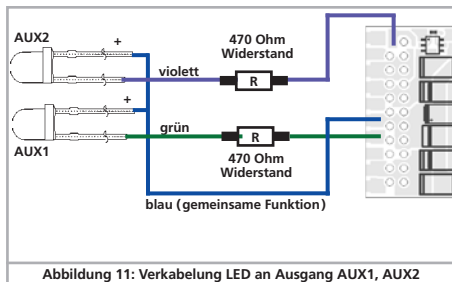 AUX2
+
470 Ohm
Widerstand
violett
R
+
grün
R
AUX1
470 Ohm
Widerstand
blau (gemeinsame Funktion)
Abbildung 11: Verkabelung LED an Ausgang AUX1, AUX2